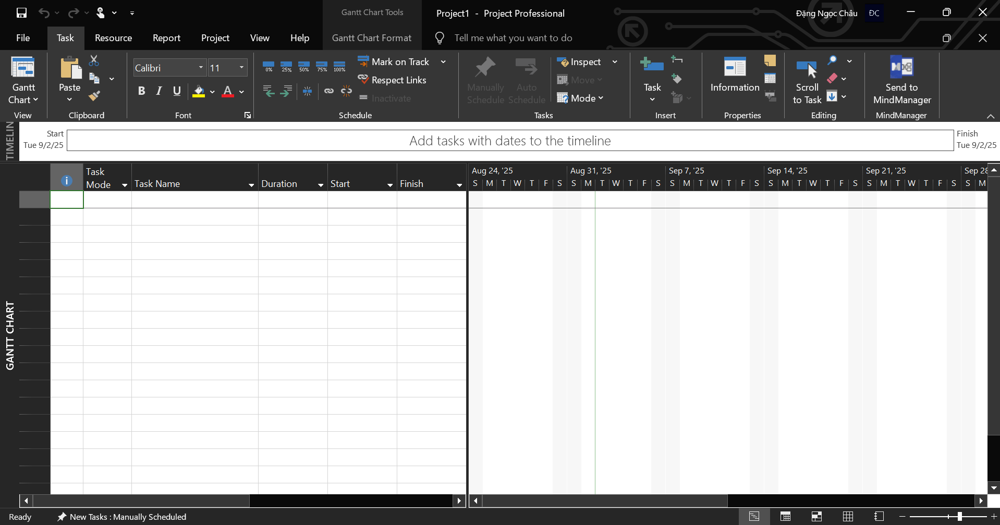 Gantt Chart Tools
Project1 - Project Professional
Đặng Ngọc Châu
ĐC
File
Task
Resource
Report
Project
View
Help
Gantt Chart Format
Tell me what you want to do
Gantt
Chart
View
Paste
Clipboard
Calibri
11
B I U
A
Font
0%
25%
50%
75%
100%
Mark on Track
Respect Links
Inactivate
Schedule
Manually
Schedule
Auto
Schedule
Inspect
Move
Mode
Tasks
Task
Insert
Information
Properties
Scroll
to Task
Editing
Send to
MindManager
MindManager
TIMELIN
Start
Tue 9/2/25
Add tasks with dates to the timeline
Finish
Tue 9/2/25
Task
Mode
Task Name
Duration
Start
Finish
Aug 24, '25
Aug 31, '25
Sep 7, '25
Sep 14, '25
Sep 21, '25
Sep 28
S M T W T F S S M T W T F S S M T W T F S S M T W T F S S M T W T F S S M
GANTT CHART
Ready
New Tasks : Manually Scheduled